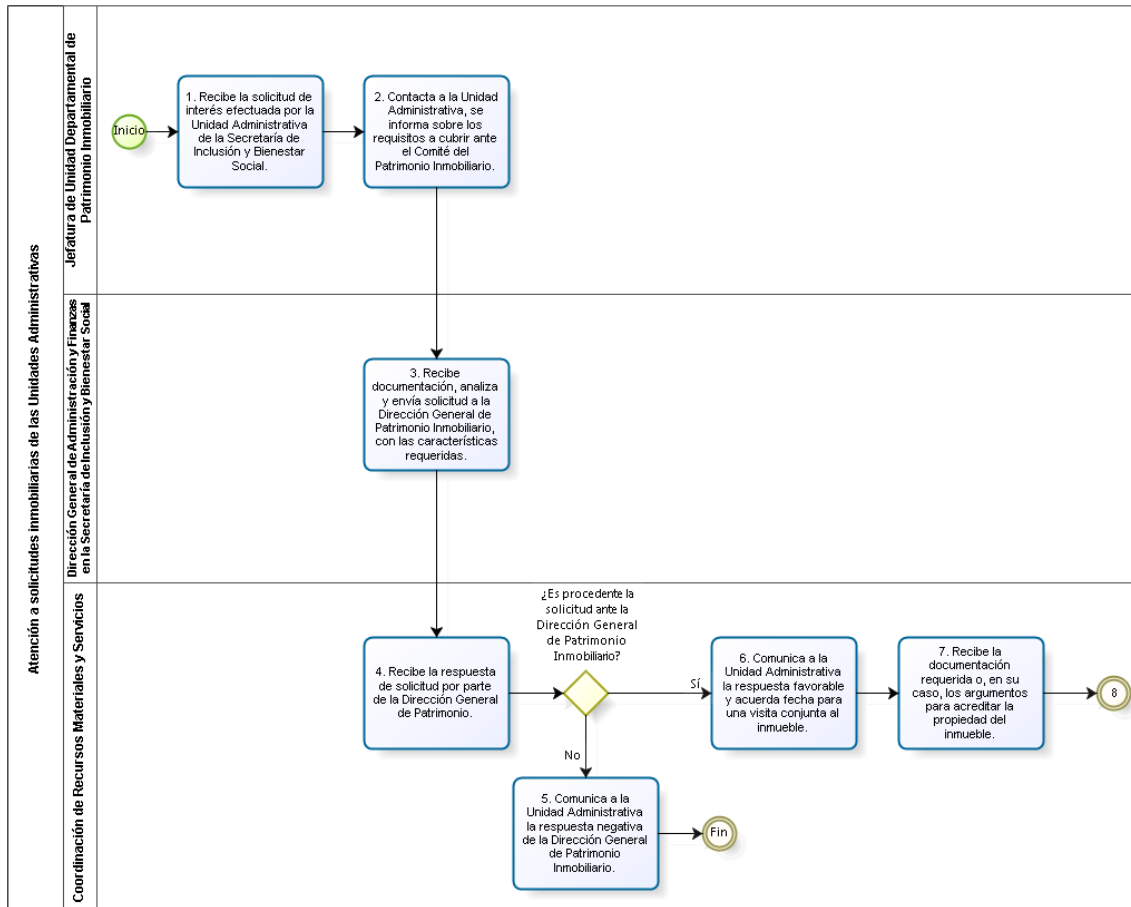 Atención a solicitudes inmobiliarias de las Unidades Administrativas
Jefatura de Unidad Departamental de
Patrimonio Inmobiliario
Inicio
1. Recibe la solicitud de
interés efectuada por la
Unidad Administrativa
de la Secretaría de
Inclusión y Bienestar
Social.
2. Contacta a la Unidad
Administrativa, se
informa sobre los
requisitos a cubrir ante
el Comité del
Patrimonio Inmobiliario.
Dirección General de Administración y Finanzas
en la Secretaría de Inclusión y Bienestar Social
3. Recibe
documentación, analiza
y envía solicitud a la
Dirección General de
Patrimonio Inmobiliario,
con las características
requeridas.
Coordinación de Recursos Materiales y Servicios
4. Recibe la respuesta
de solicitud por parte
de la Dirección General
de Patrimonio.
¿Es procedente la
solicitud ante la
Dirección General
de Patrimonio
Inmobiliario?
Sí
6. Comunica a la
Unidad Administrativa
la respuesta favorable
y acuerda fecha para
una visita conjunta al
inmueble.
7. Recibe la
documentación
requerida o, en su
caso, los argumentos
para acreditar la
propiedad del
inmueble.
8
No
5. Comunica a la
Unidad Administrativa
la respuesta negativa
de la Dirección General
de Patrimonio
Inmobiliario.
Fin